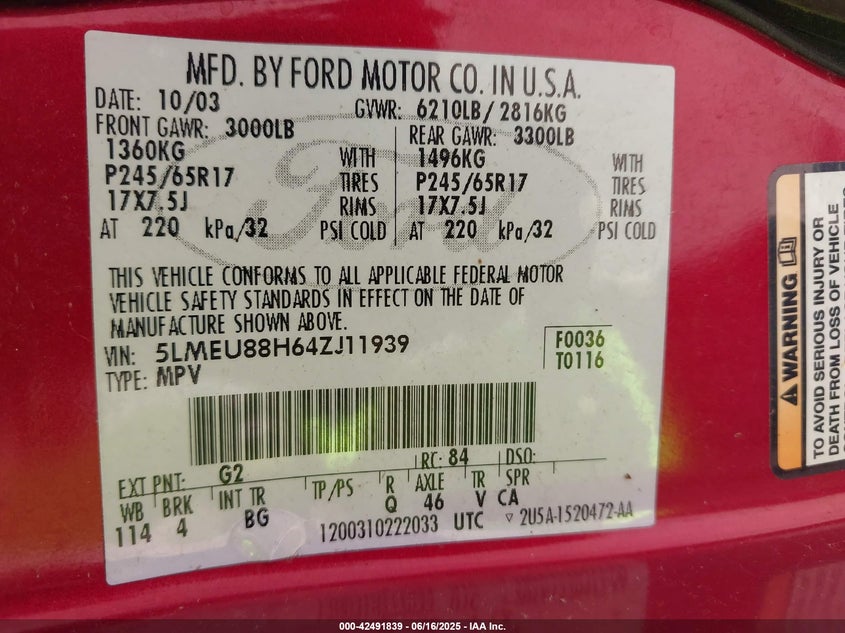 MFD. BY FORD MOTOR CO. IN U.S.A.
DATE: 10/03 GVWR: 6210LB/ 2816KG
FRONT GAWR: 3000LB REAR GAWR: 3300LB
1360KG WITH 1496KG WITH
P245/65R17 TIRES P245/65R17 TIRES
17X7.5J RIMS 17X7.5J RIMS
AT 220 kPa/32 PSI COLD AT 220 kPa/32 PSI COLD
Ford
THIS VEHICLE CONFORMS TO ALL APPLICABLE FEDERAL MOTOR
VEHICLE SAFETY STANDARDS IN EFFECT ON THE DATE OF
MANUFACTURE SHOWN ABOVE.
VIN: 5LMEU88H64ZJ11939 F0036
TYPE: MPV T0116
EXT PNT: G2 RC: 84 DSO:
WB BRK INT TR TP/PS R AXLE TR SPR
114 4 BG Q 46 V CA
1200310222033 UTC ▽ 2U5A-1520472-AA
WARNING
TO AVOID SERIOUS INJURY OR
DEATH FROM OF VEHICLE
000-42491839 - 06/16/2025 - IAA Inc.